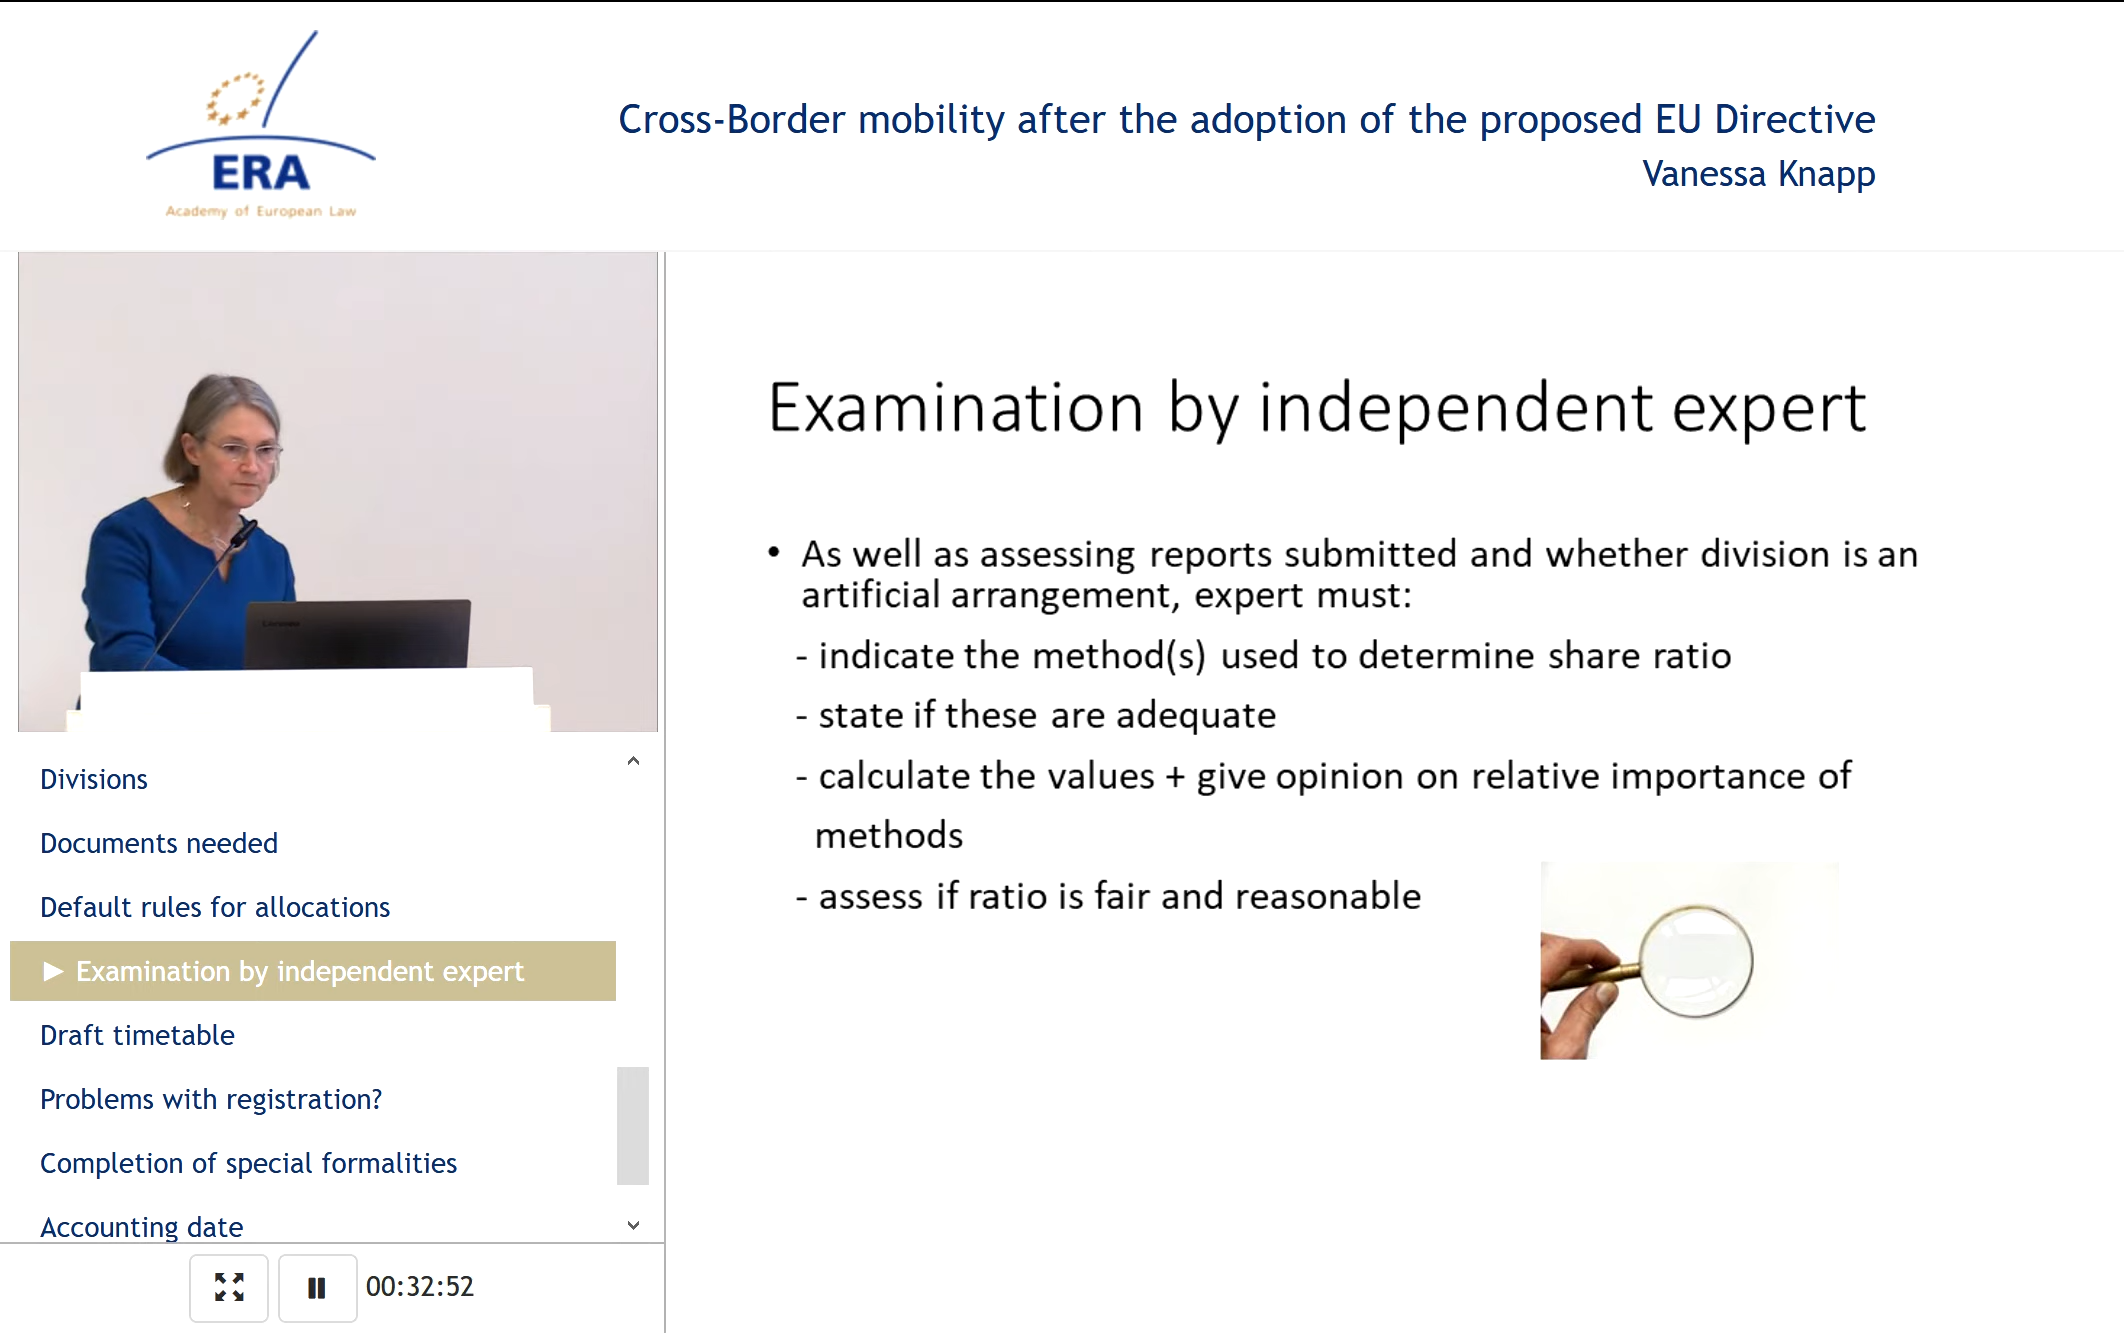 ERA
Academy of European Law
Cross-Border mobility after the adoption of the proposed EU Directive
Vanessa Knapp
Divisions
Documents needed
Default rules for allocations
► Examination by independent expert
Draft timetable
Problems with registration?
Completion of special formalities
Accounting date
00:32:52
Examination by independent expert
• As well as assessing reports submitted and whether division is an
artificial arrangement, expert must:
- indicate the method(s) used to determine share ratio
- state if these are adequate
- calculate the values + give opinion on relative importance of
methods
- assess if ratio is fair and reasonable